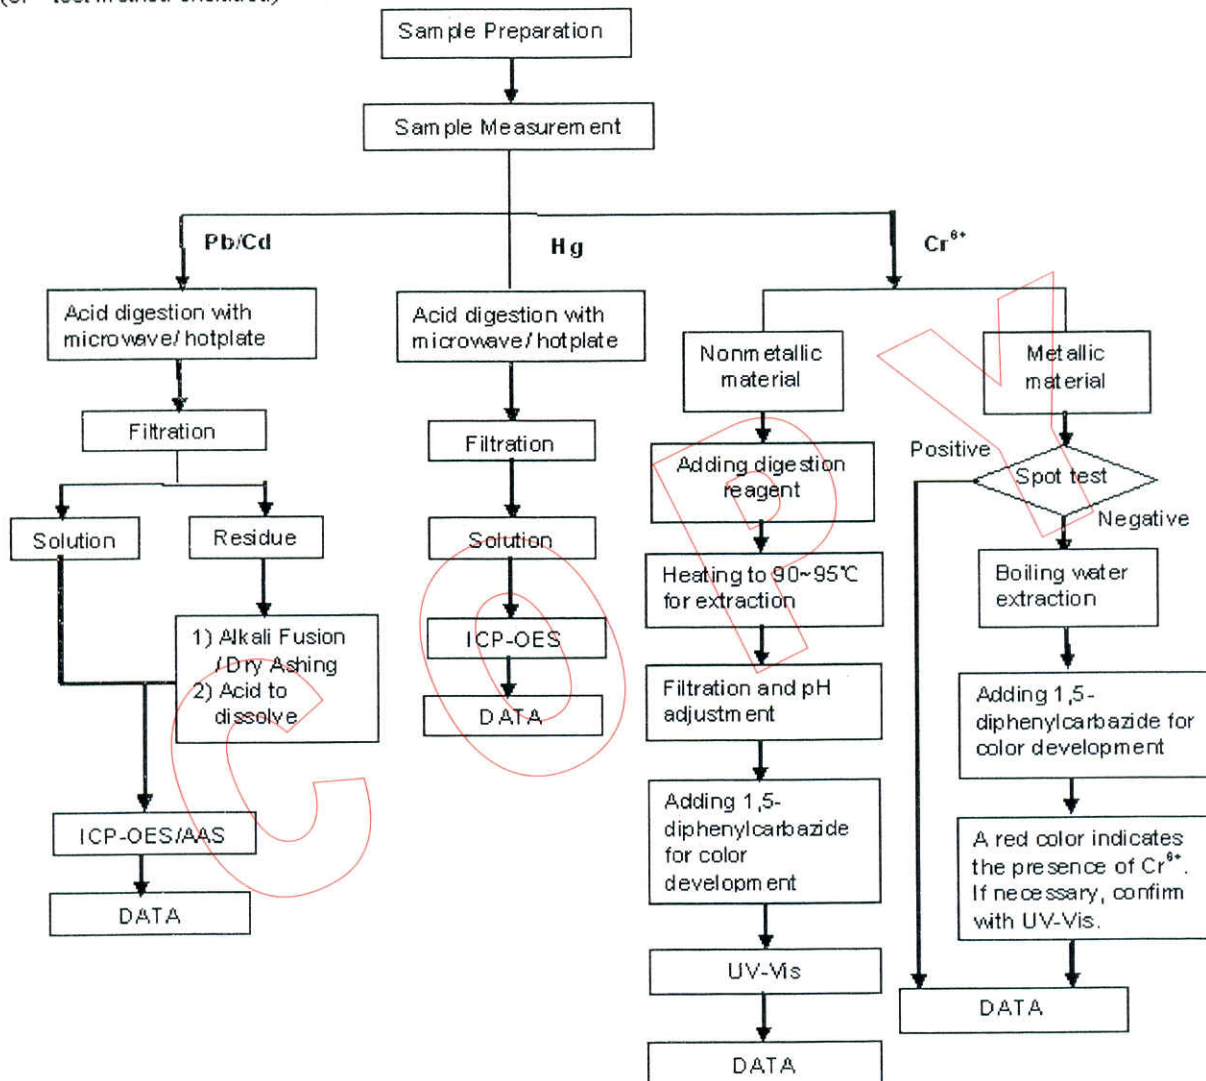 Sample Preparation
Sample Measurement
Pb/Cd
Hg
Cr⁶⁺
Acid digestion with
microwave/ hotplate
Filtration
Solution
Residue
1) Alkali Fusion
/ Dry Ashing
2) Acid to
dissolve
ICP-OES/AAS
DATA
Acid digestion with
microwave/ hotplate
Filtration
Solution
ICP-OES
DATA
Nonmetallic
material
Adding digestion
reagent
Heating to 90~95℃
for extraction
Filtration and pH
adjustment
Adding 1,5-
diphenylcarbazide
for color
development
UV-Vis
DATA
Metallic
material
Positive
Spot test
Negative
Boiling water
extraction
Adding 1,5-
diphenylcarbazide for
color development
A red color indicates
the presence of Cr⁶⁺.
If necessary, confirm
with UV-Vis.
DATA
COPY